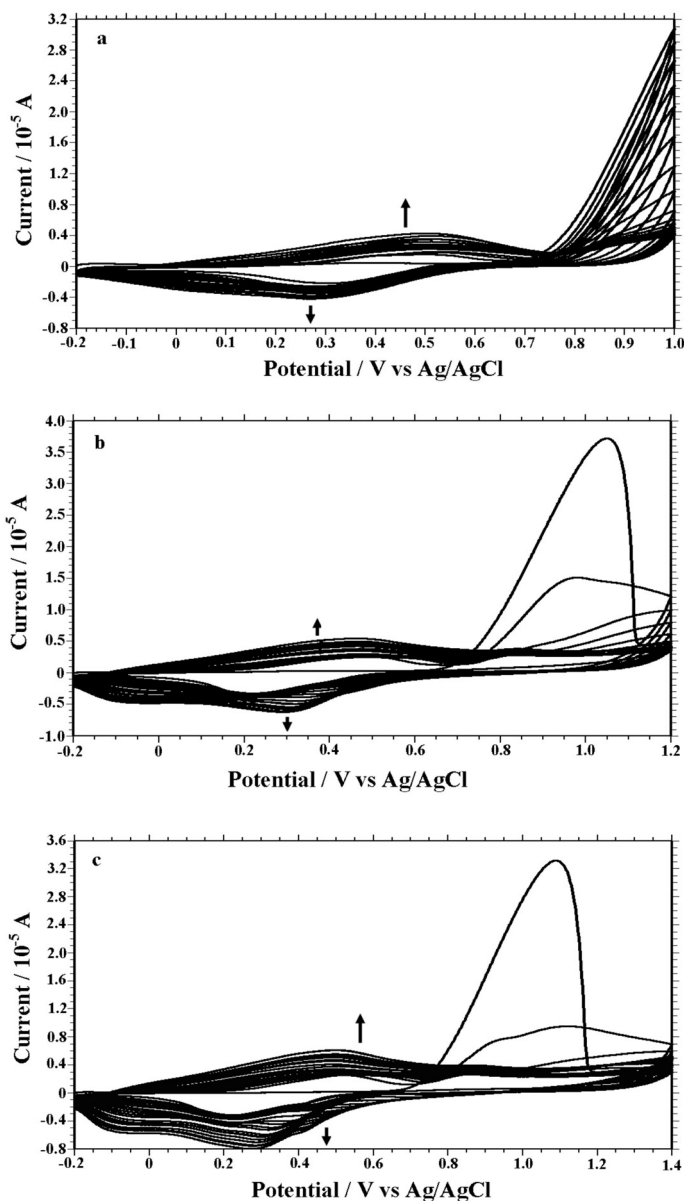 a
3.2
2.8
2.4
2.0
1.6
1.2
0.8
0.4
0
-0.4
-0.8
Current / 10⁻⁵ A
-0.2 -0.1 0 0.1 0.2 0.3 0.4 0.5 0.6 0.7 0.8 0.9 1.0
Potential / V vs Ag/AgCl
b
4.0
3.5
3.0
2.5
2.0
1.5
1.0
0.5
0
-0.5
-1.0
Current / 10⁻⁵ A
-0.2 0 0.2 0.4 0.6 0.8 1.0 1.2
Potential / V vs Ag/AgCl
c
3.6
3.2
2.8
2.4
2.0
1.6
1.2
0.8
0.4
0
-0.4
-0.8
Current / 10⁻⁵ A
-0.2 0 0.2 0.4 0.6 0.8 1.0 1.2 1.4
Potential / V vs Ag/AgCl